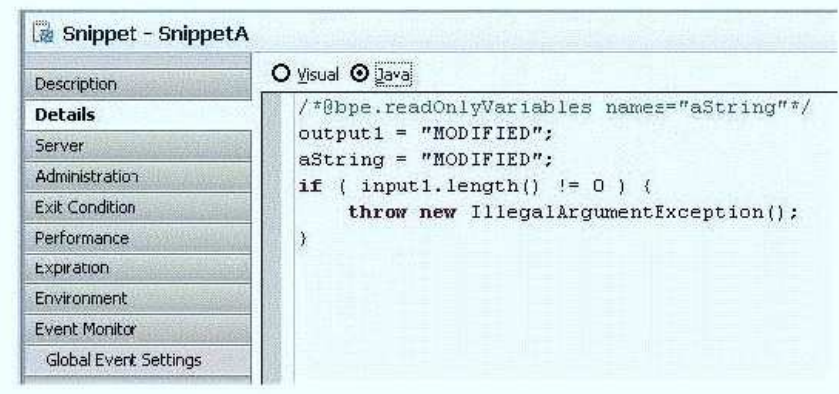 Snippet - SnippetA
Description
Details
Server
Administration
Exit Condition
Performance
Expiration
Environment
Event Monitor
Global Event Settings
Visual Java
/*@bpe.readOnlyVariables names="aString"*/
output1 = "MODIFIED";
aString = "MODIFIED";
if ( input1.length() != 0 ) {
throw new IllegalArgumentException();
}